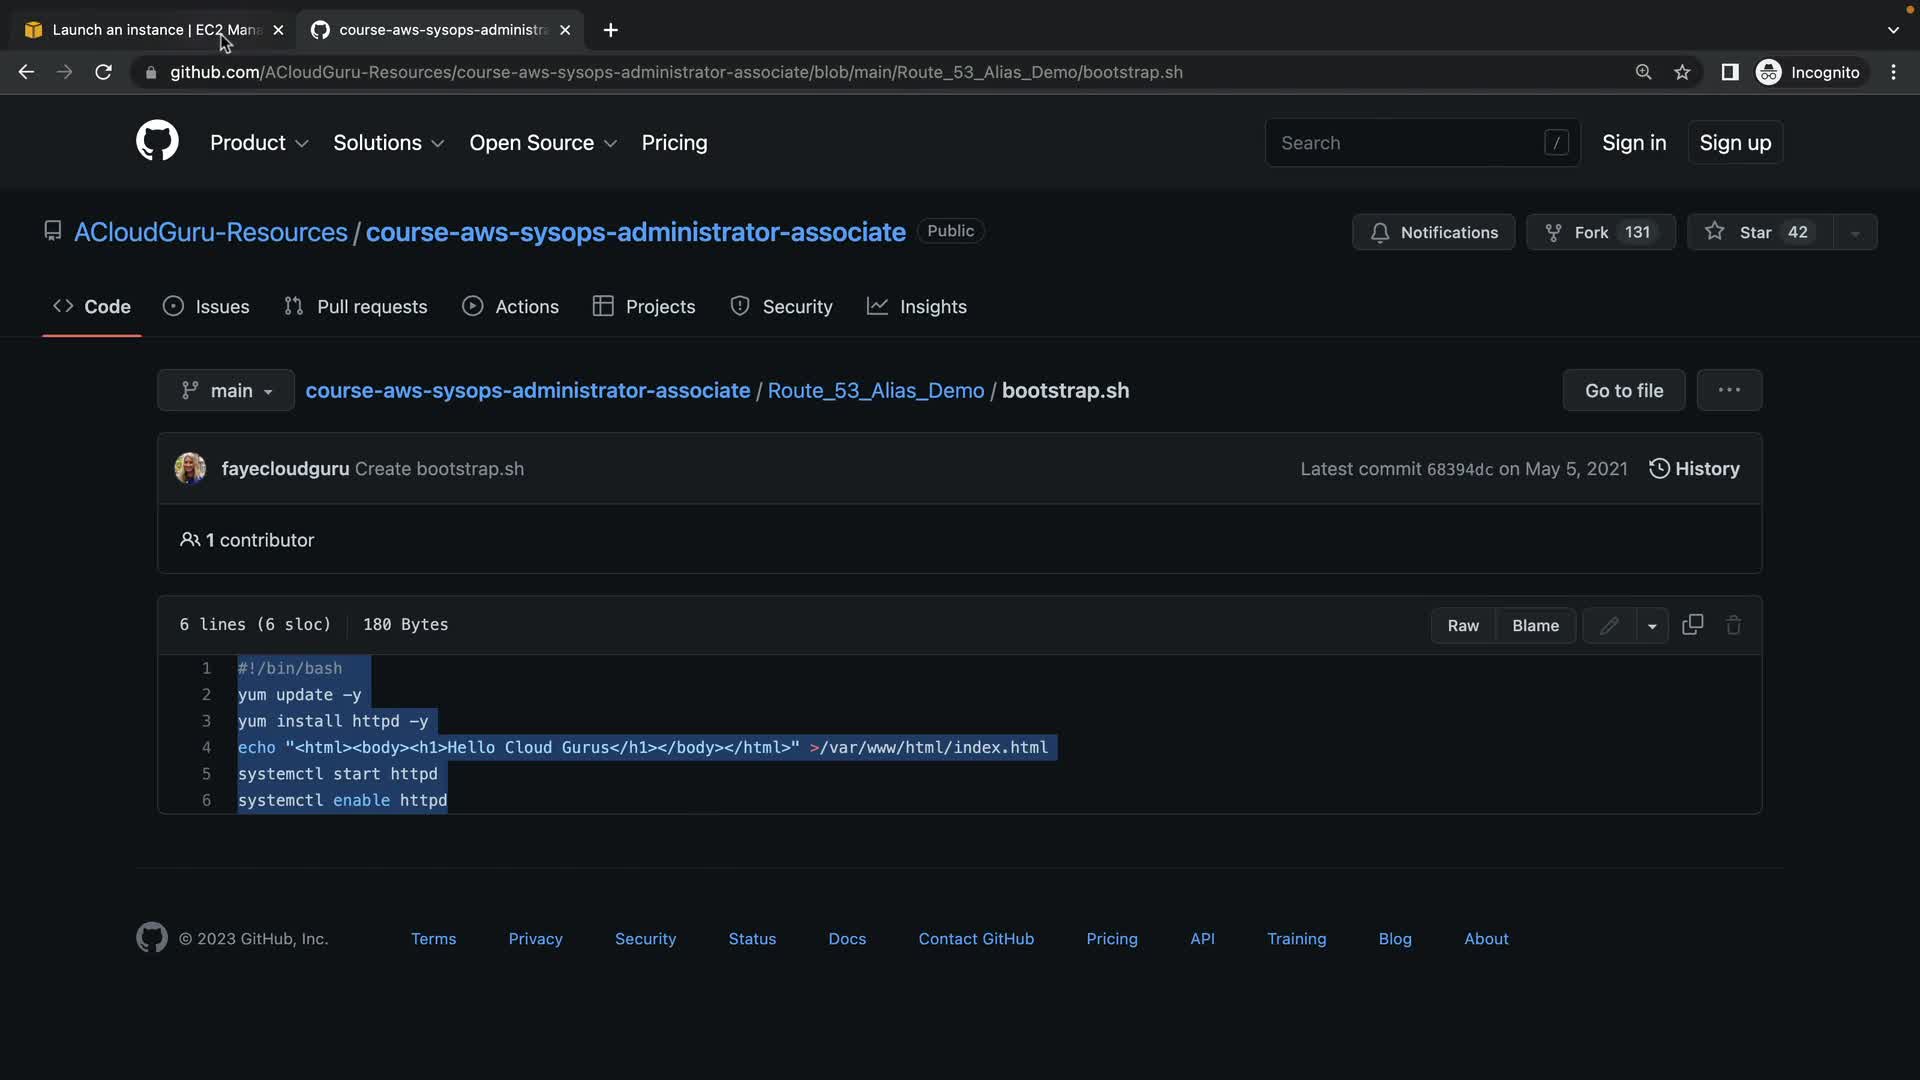 Launch an instance | EC2 Mana
course-aws-sysops-administra
github.com/ACloudGuru-Resources/course-aws-sysops-administrator-associate/blob/main/Route_53_Alias_Demo/bootstrap.sh
Incognito
Product Solutions Open Source Pricing
Search / Sign in Sign up
ACloudGuru-Resources / course-aws-sysops-administrator-associate Public
Notifications Fork 131 Star 42
Code Issues Pull requests Actions Projects Security Insights
main course-aws-sysops-administrator-associate / Route_53_Alias_Demo / bootstrap.sh Go to file ...
fayecloudguru Create bootstrap.sh Latest commit 68394dc on May 5, 2021 History
1 contributor
6 lines (6 sloc) 180 Bytes Raw Blame
1 #!/bin/bash
2 yum update -y
3 yum install httpd -y
4 echo "<html><body><h1>Hello Cloud Gurus</h1></body></html>" >/var/www/html/index.html
5 systemctl start httpd
6 systemctl enable httpd
© 2023 GitHub, Inc. Terms Privacy Security Status Docs Contact GitHub Pricing API Training Blog About